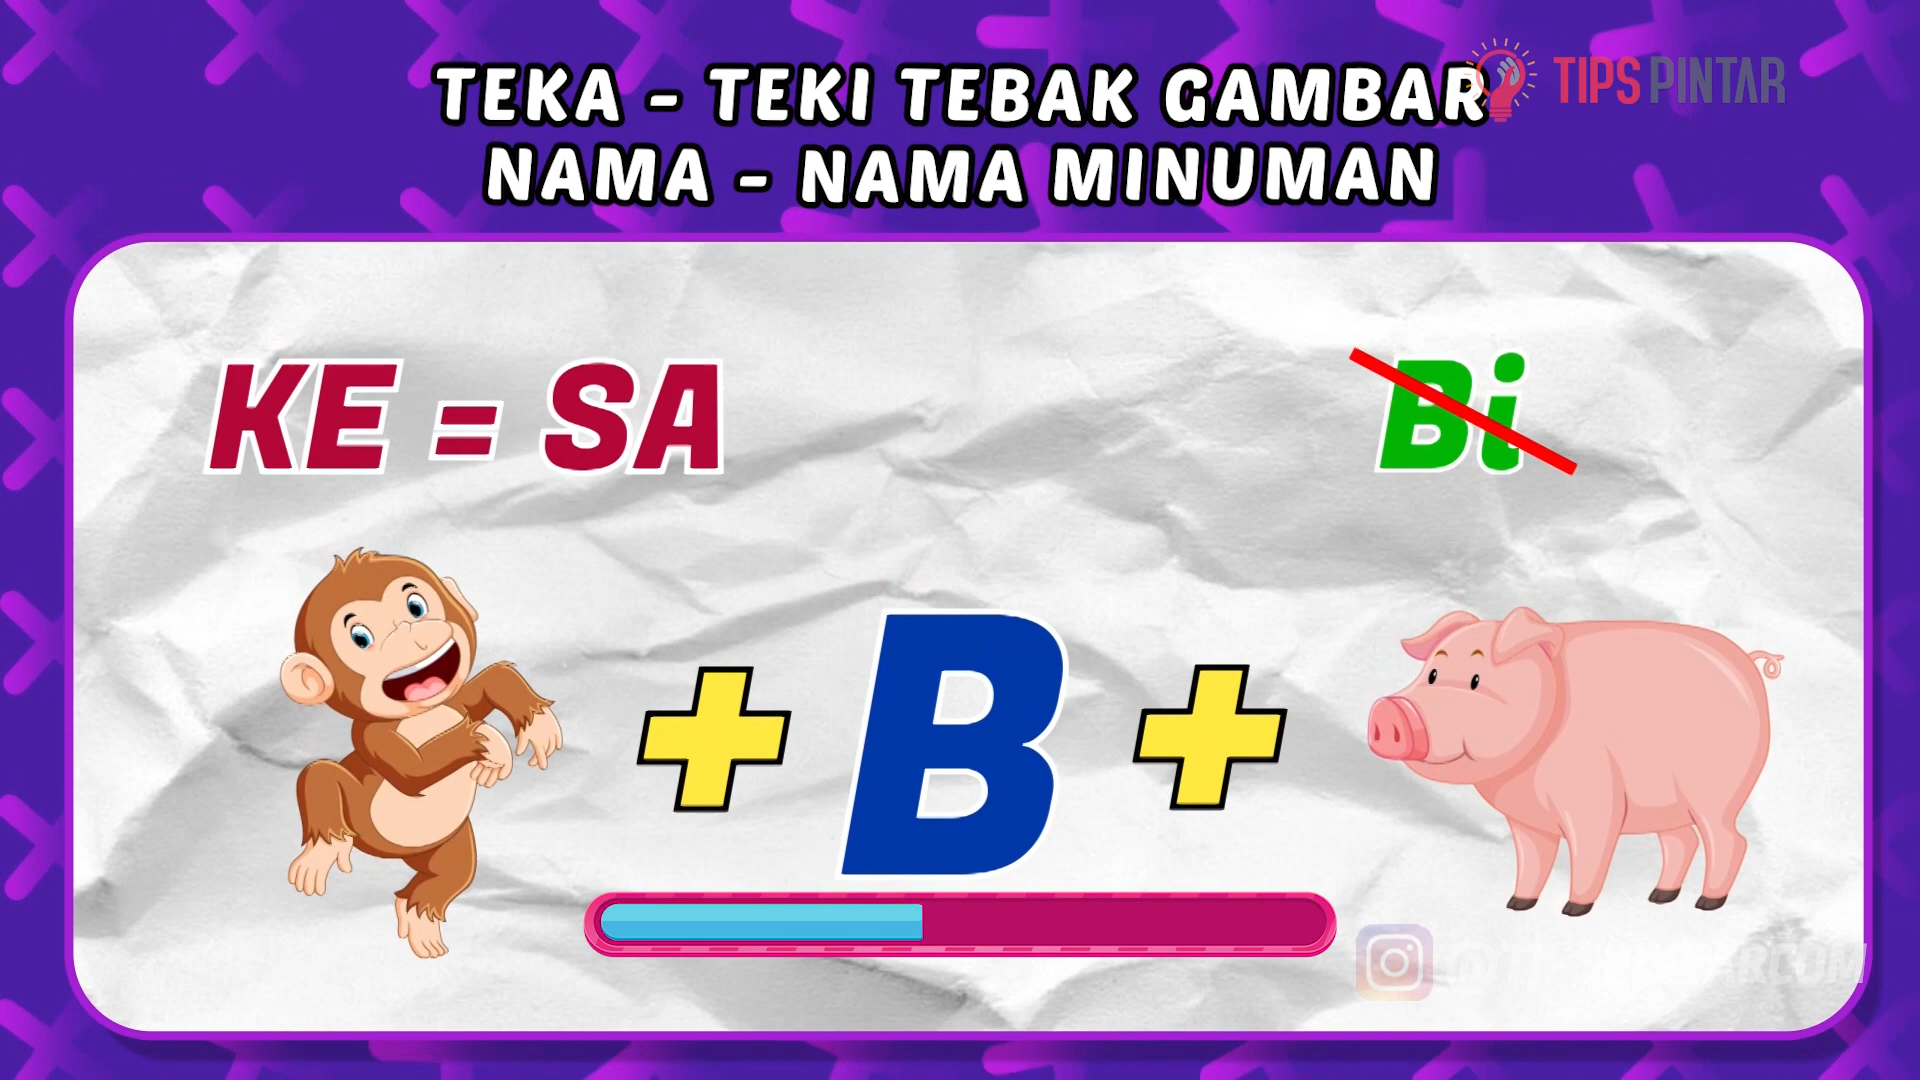 TEKA - TEKI TEBAK GAMBAR
TIPS PINTAR
NAMA - NAMA MINUMAN
KE = SA
Bi
+ B +